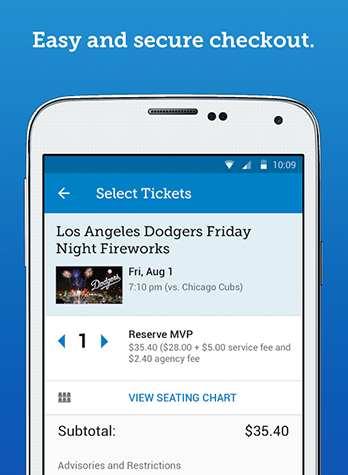 Easy and secure checkout.
10:09
Select Tickets
Los Angeles Dodgers Friday
Night Fireworks
Dodgers
Fri, Aug 1
7:10 pm (vs. Chicago Cubs)
1
Reserve MVP
$35.40 ($28.00 + $5.00 service fee and
$2.40 agency fee
VIEW SEATING CHART
Subtotal:
$35.40
Advisories and Restrictions